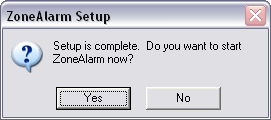 ZoneAlarm Setup
Setup is complete. Do you want to start
ZoneAlarm now?
Yes No